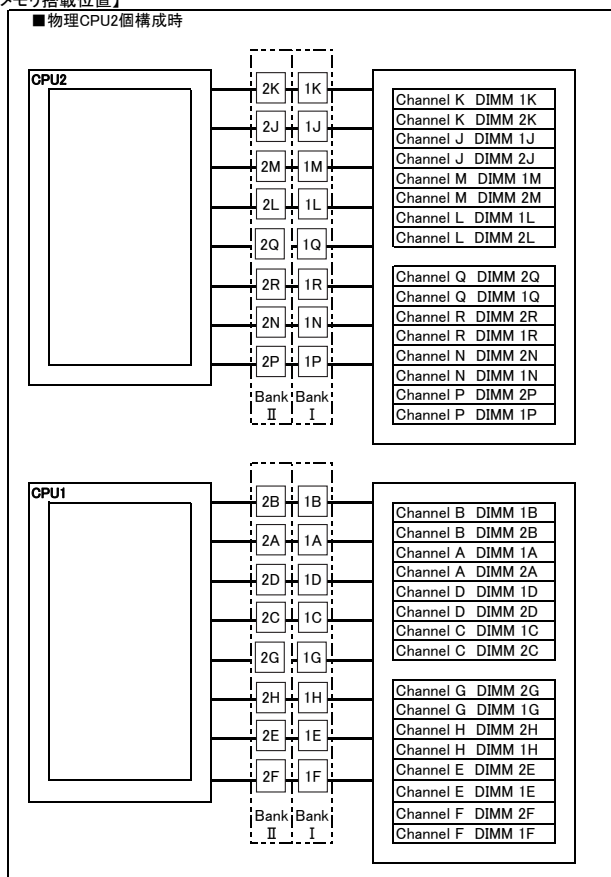 メモリ搭載位置】
■物理CPU2個構成時
CPU2
2K 1K
2J 1J
2M 1M
2L 1L
2Q 1Q
2R 1R
2N 1N
2P 1P
Bank Bank
Ⅱ Ⅰ
Channel K DIMM 1K
Channel K DIMM 2K
Channel J DIMM 1J
Channel J DIMM 2J
Channel M DIMM 1M
Channel M DIMM 2M
Channel L DIMM 1L
Channel L DIMM 2L
Channel Q DIMM 2Q
Channel Q DIMM 1Q
Channel R DIMM 2R
Channel R DIMM 1R
Channel N DIMM 2N
Channel N DIMM 1N
Channel P DIMM 2P
Channel P DIMM 1P
CPU1
2B 1B
2A 1A
2D 1D
2C 1C
2G 1G
2H 1H
2E 1E
2F 1F
Bank Bank
Ⅱ Ⅰ
Channel B DIMM 1B
Channel B DIMM 2B
Channel A DIMM 1A
Channel A DIMM 2A
Channel D DIMM 1D
Channel D DIMM 2D
Channel C DIMM 1C
Channel C DIMM 2C
Channel G DIMM 2G
Channel G DIMM 1G
Channel H DIMM 2H
Channel H DIMM 1H
Channel E DIMM 2E
Channel E DIMM 1E
Channel F DIMM 2F
Channel F DIMM 1F